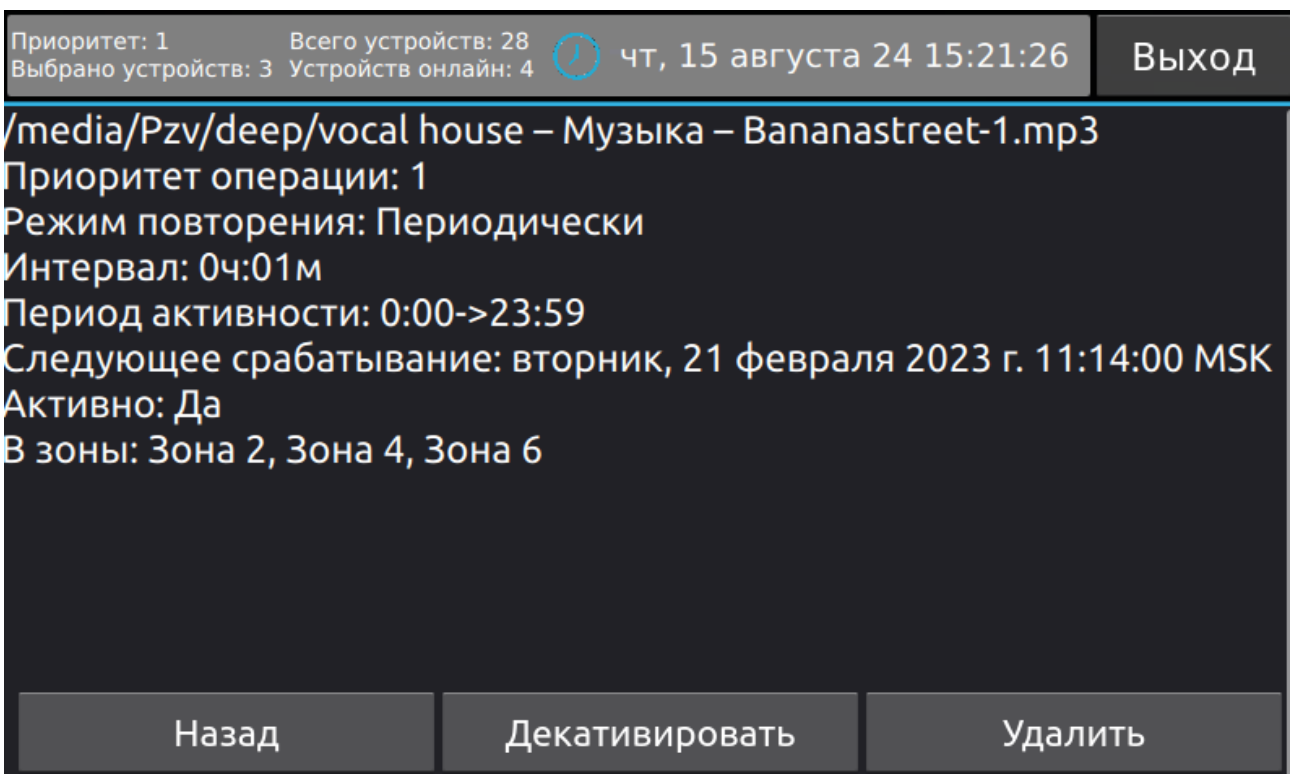 Приоритет: 1 Всего устройств: 28
Выбрано устройств: 3 Устройств онлайн: 4
чт, 15 августа 24 15:21:26
Выход
/media/Pzv/deep/vocal house – Музыка – Bananastreet-1.mp3
Приоритет операции: 1
Режим повторения: Периодически
Интервал: 0ч:01м
Период активности: 0:00->23:59
Следующее срабатывание: вторник, 21 февраля 2023 г. 11:14:00 MSK
Активно: Да
В зоны: Зона 2, Зона 4, Зона 6
Назад
Декативировать
Удалить